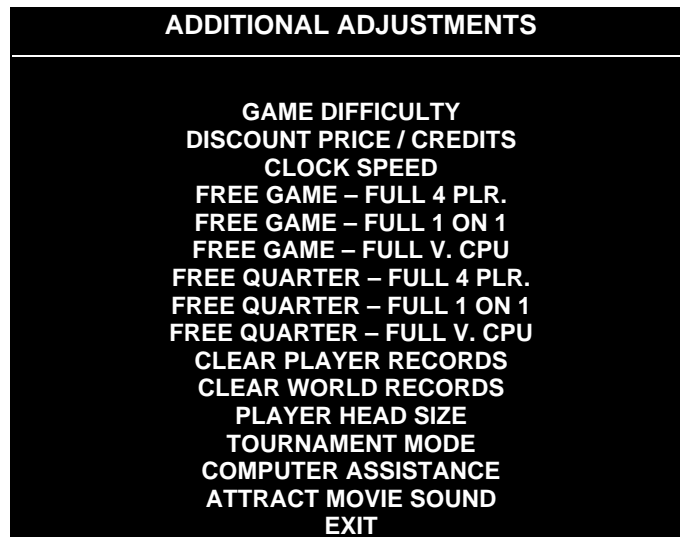 ADDITIONAL ADJUSTMENTS
GAME DIFFICULTY
DISCOUNT PRICE / CREDITS
CLOCK SPEED
FREE GAME – FULL 4 PLR.
FREE GAME – FULL 1 ON 1
FREE GAME – FULL V. CPU
FREE QUARTER – FULL 4 PLR.
FREE QUARTER – FULL 1 ON 1
FREE QUARTER – FULL V. CPU
CLEAR PLAYER RECORDS
CLEAR WORLD RECORDS
PLAYER HEAD SIZE
TOURNAMENT MODE
COMPUTER ASSISTANCE
ATTRACT MOVIE SOUND
EXIT